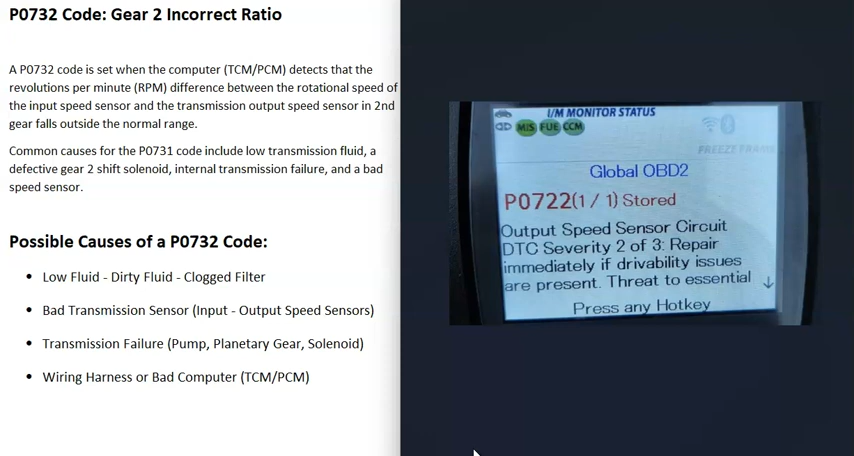 P0732 Code: Gear 2 Incorrect Ratio
A P0732 code is set when the computer (TCM/PCM) detects that the
revolutions per minute (RPM) difference between the rotational speed of
the input speed sensor and the transmission output speed sensor in 2nd
gear falls outside the normal range.
Common causes for the P0731 code include low transmission fluid, a
defective gear 2 shift solenoid, internal transmission failure, and a bad
speed sensor.
Possible Causes of a P0732 Code:
• Low Fluid - Dirty Fluid - Clogged Filter
• Bad Transmission Sensor (Input - Output Speed Sensors)
• Transmission Failure (Pump, Planetary Gear, Solenoid)
• Wiring Harness or Bad Computer (TCM/PCM)
I/M MONITOR STATUS
MIS FUE CCM
FREEZE FRAME
Global OBD2
P0722(1 / 1) Stored
Output Speed Sensor Circuit
DTC Severity 2 of 3: Repair
immediately if drivability issues
are present. Threat to essential
Press any Hotkey